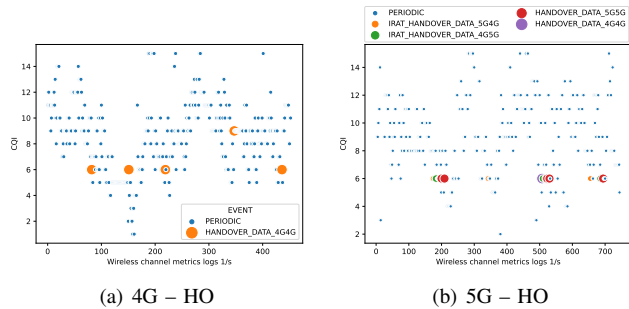 PERIODIC
IRAT_HANDOVER_DATA_5G4G
IRAT_HANDOVER_DATA_4G5G
HANDOVER_DATA_5G5G
HANDOVER_DATA_4G4G
14
12
10
8
6
4
2
CQI
0
100
200
300
400
Wireless channel metrics logs 1/s
EVENT
PERIODIC
HANDOVER_DATA_4G4G
14
12
10
8
6
4
2
CQI
0
100
200
300
400
500
600
700
Wireless channel metrics logs 1/s
(a) 4G – HO
(b) 5G – HO